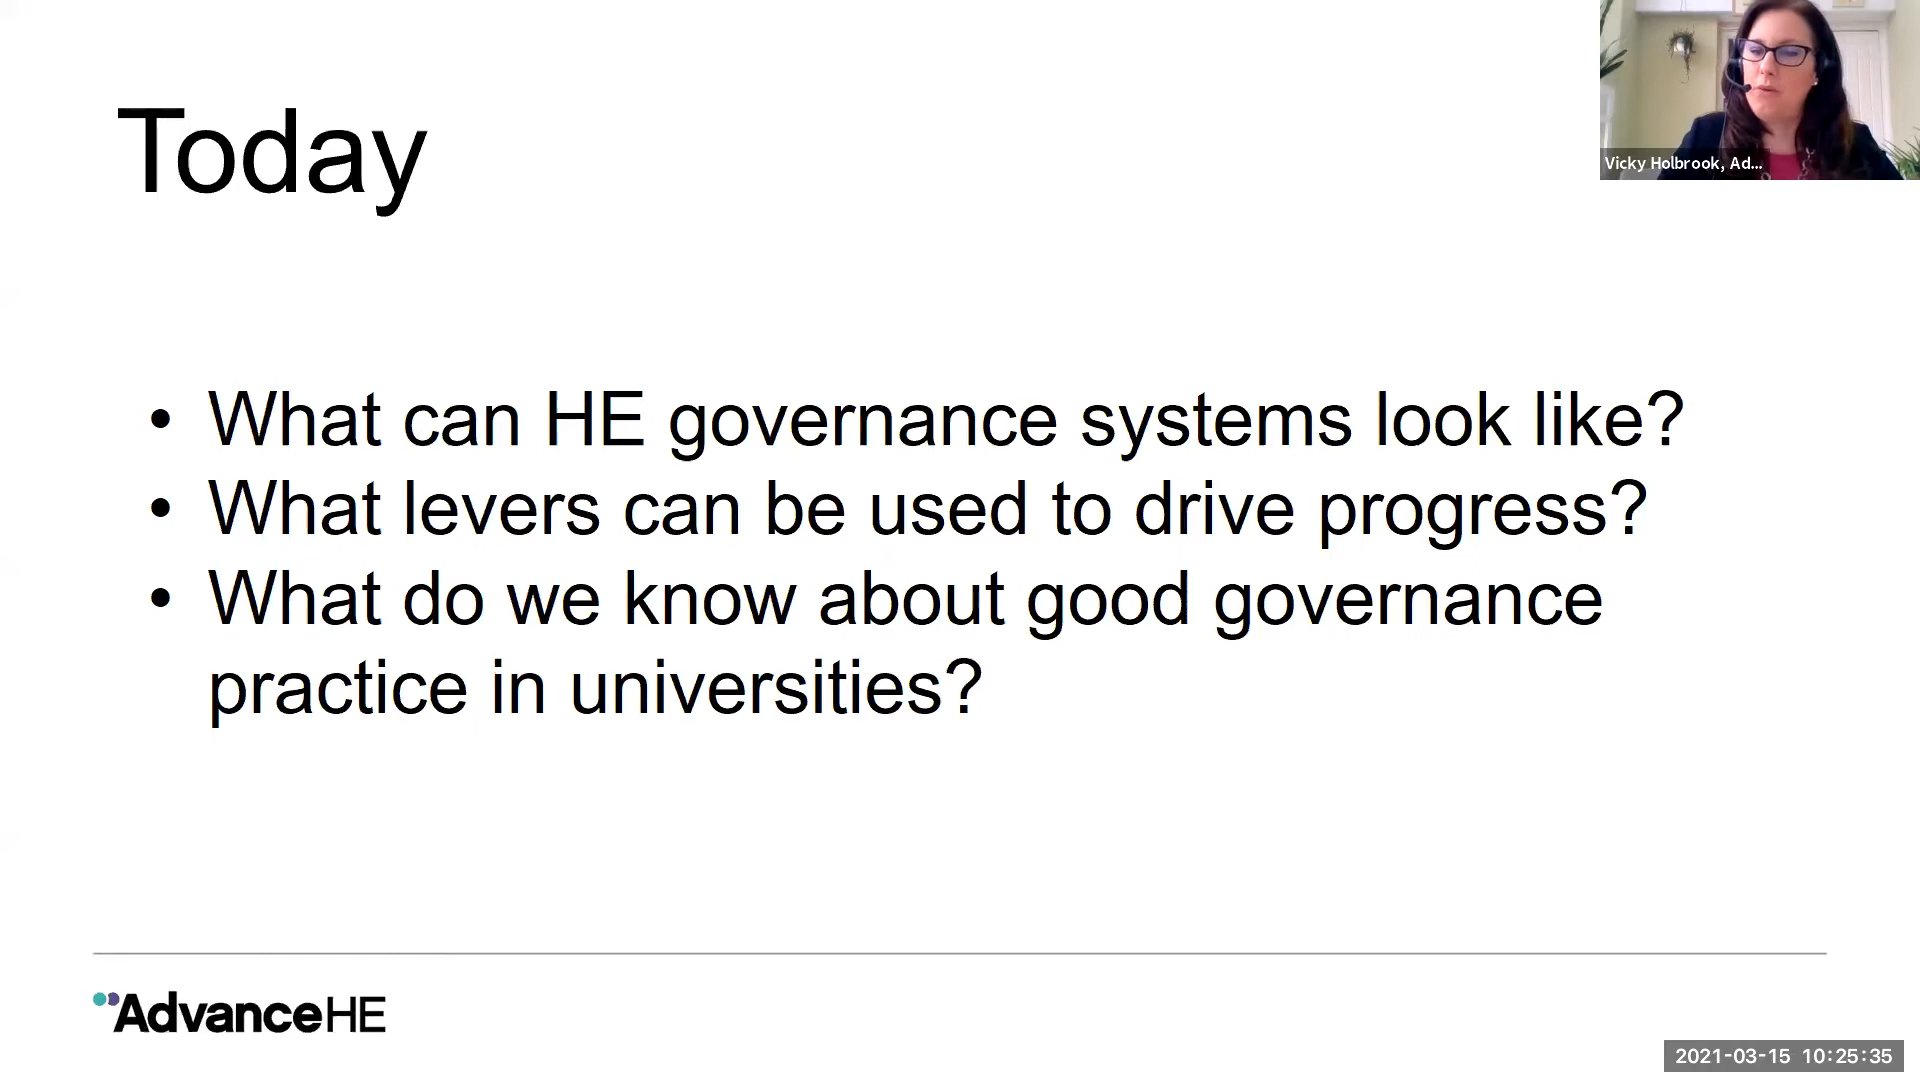 Today
Vicky Holbrook, Ad...
• What can HE governance systems look like?
• What levers can be used to drive progress?
• What do we know about good governance
practice in universities?
AdvanceHE
2021-03-15 10:25:35